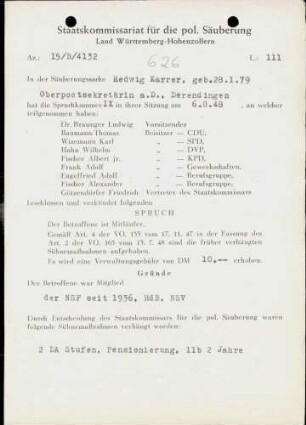 Staatskommissariat für die pol. Säuberung
Land Württemberg-Hohenzollern
Az.: 15/B/4132
626
L: 111
In der Säuberungssache Hedwig Karrer, geb.28.1.79
Oberpostsekretärin a.D., Derendingen
hat die Spruchkammer IX in ihrer Sitzung am 6.8.48 , an welcher
teilgenommen haben:
Dr. Braunger Ludwig Vorsitzender
Baumann Thomas Beisitzer — CDU,
Wizemann Karl „ — SPD,
Hahn Wilhelm „ — DVP,
Fischer Albert jr. „ — KPD,
Frank Adolf „ — Gewerkschaften,
Engelfried Adolf „ — Berufsgruppe,
Fischer Alexander „ — Berufsgruppe,
Götzendörfer Friedrich Vertreter des Staatskommissars
beschlossen und verkündet folgenden
SPRUCH
Der Betroffene ist Mitläufer.
Gemäß Art. 4 der VO. 133 vom 17. 11. 47 in der Fassung des
Art. 2 der VO. 165 vom 13. 7. 48 sind die früher verhängten
Sühnemaßnahmen aufgehoben.
Es wird eine Verwaltungsgebühr von DM 10,-- erhoben.
Gründe
Der Betroffene war Mitglied
der NSF seit 1936, RdB. NSV
Durch Entscheidung des Staatskommissars für die pol. Säuberung waren
folgende Sühnemaßnahmen verhängt worden:
2 DA Stufen, Pensionierung, 11b 2 Jahre